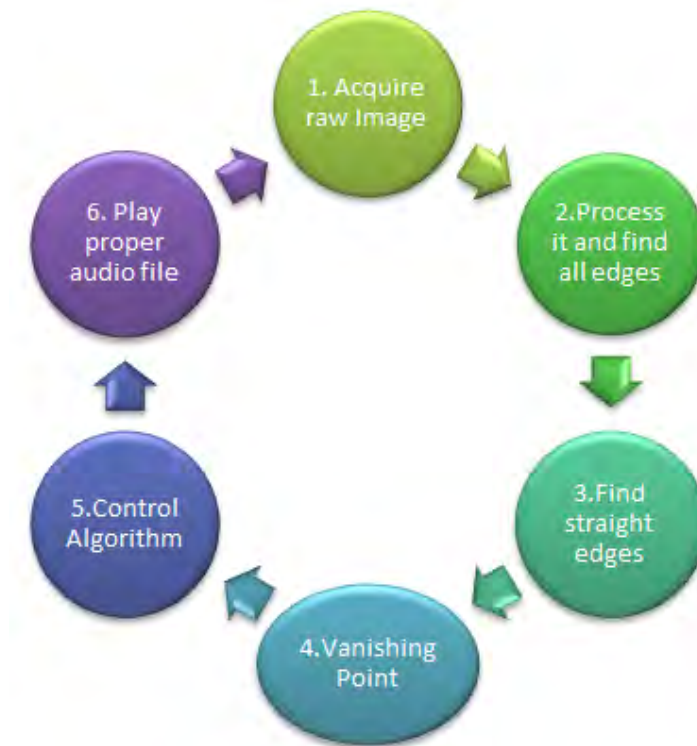 1. Acquire
raw Image
2.Process
it and find
all edges
3.Find
straight
edges
4.Vanishing
Point
5.Control
Algorithm
6. Play
proper
audio file